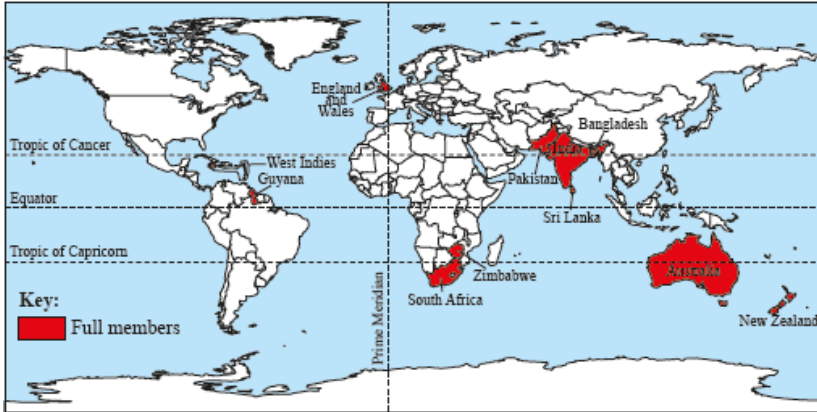 England
and
Wales
Bangladesh
Tropic of Cancer
West Indies
India
Guyana
Pakistan
Equator
Sri Lanka
Tropic of Capricorn
Zimbabwe
Australia
South Africa
Key:
Full members
New Zealand
Prime Meridian